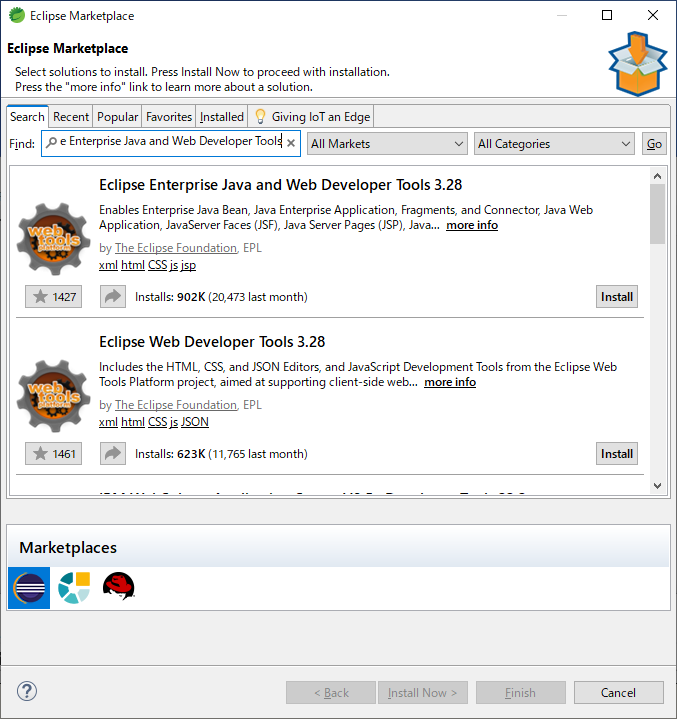 Eclipse Marketplace
Eclipse Marketplace
Select solutions to install. Press Install Now to proceed with installation.
Press the "more info" link to learn more about a solution.
Search Recent Popular Favorites Installed Giving IoT an Edge
Find: e Enterprise Java and Web Developer Tools All Markets All Categories Go
Eclipse Enterprise Java and Web Developer Tools 3.28
Enables Enterprise Java Bean, Java Enterprise Application, Fragments, and Connector, Java Web
Application, JavaServer Faces (JSF), Java Server Pages (JSP), Java... more info
by The Eclipse Foundation, EPL
xml html CSS js jsp
1427 Installs: 902K (20,473 last month) Install
web tools platform
Eclipse Web Developer Tools 3.28
Includes the HTML, CSS, and JSON Editors, and JavaScript Development Tools from the Eclipse Web
Tools Platform project, aimed at supporting client-side web... more info
by The Eclipse Foundation, EPL
xml html CSS js JSON
1461 Installs: 623K (11,765 last month) Install
web tools platform
Marketplaces
? < Back Install Now > Finish Cancel